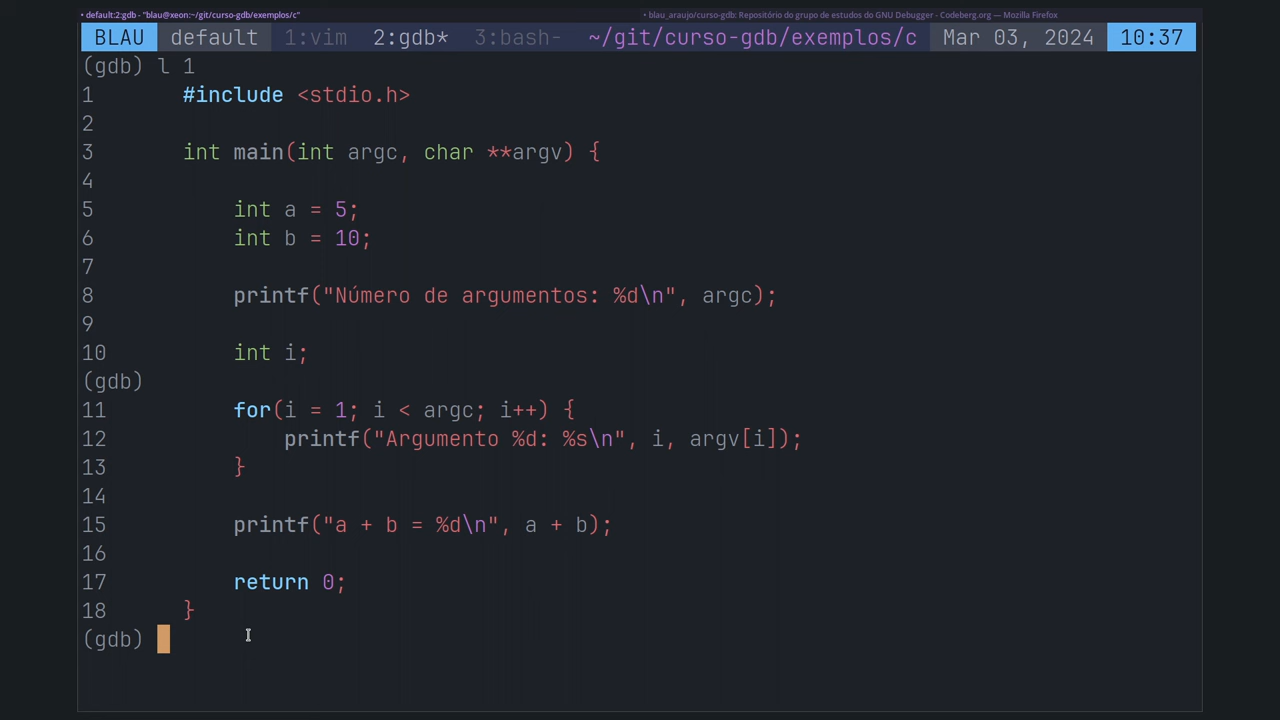 • default:2:gdb - "blau@xeon:~/git/curso-gdb/exemplos/c"
• blau_araujo/curso-gdb: Repositório do grupo de estudos do GNU Debugger - Codeberg.org — Mozilla Firefox
BLAU default 1:vim 2:gdb* 3:bash- ~/git/curso-gdb/exemplos/c Mar 03, 2024 10:37
(gdb) l 1
1 #include <stdio.h>
2
3 int main(int argc, char **argv) {
4
5 int a = 5;
6 int b = 10;
7
8 printf("Número de argumentos: %d\n", argc);
9
10 int i;
(gdb)
11 for(i = 1; i < argc; i++) {
12 printf("Argumento %d: %s\n", i, argv[i]);
13 }
14
15 printf("a + b = %d\n", a + b);
16
17 return 0;
18 }
(gdb)